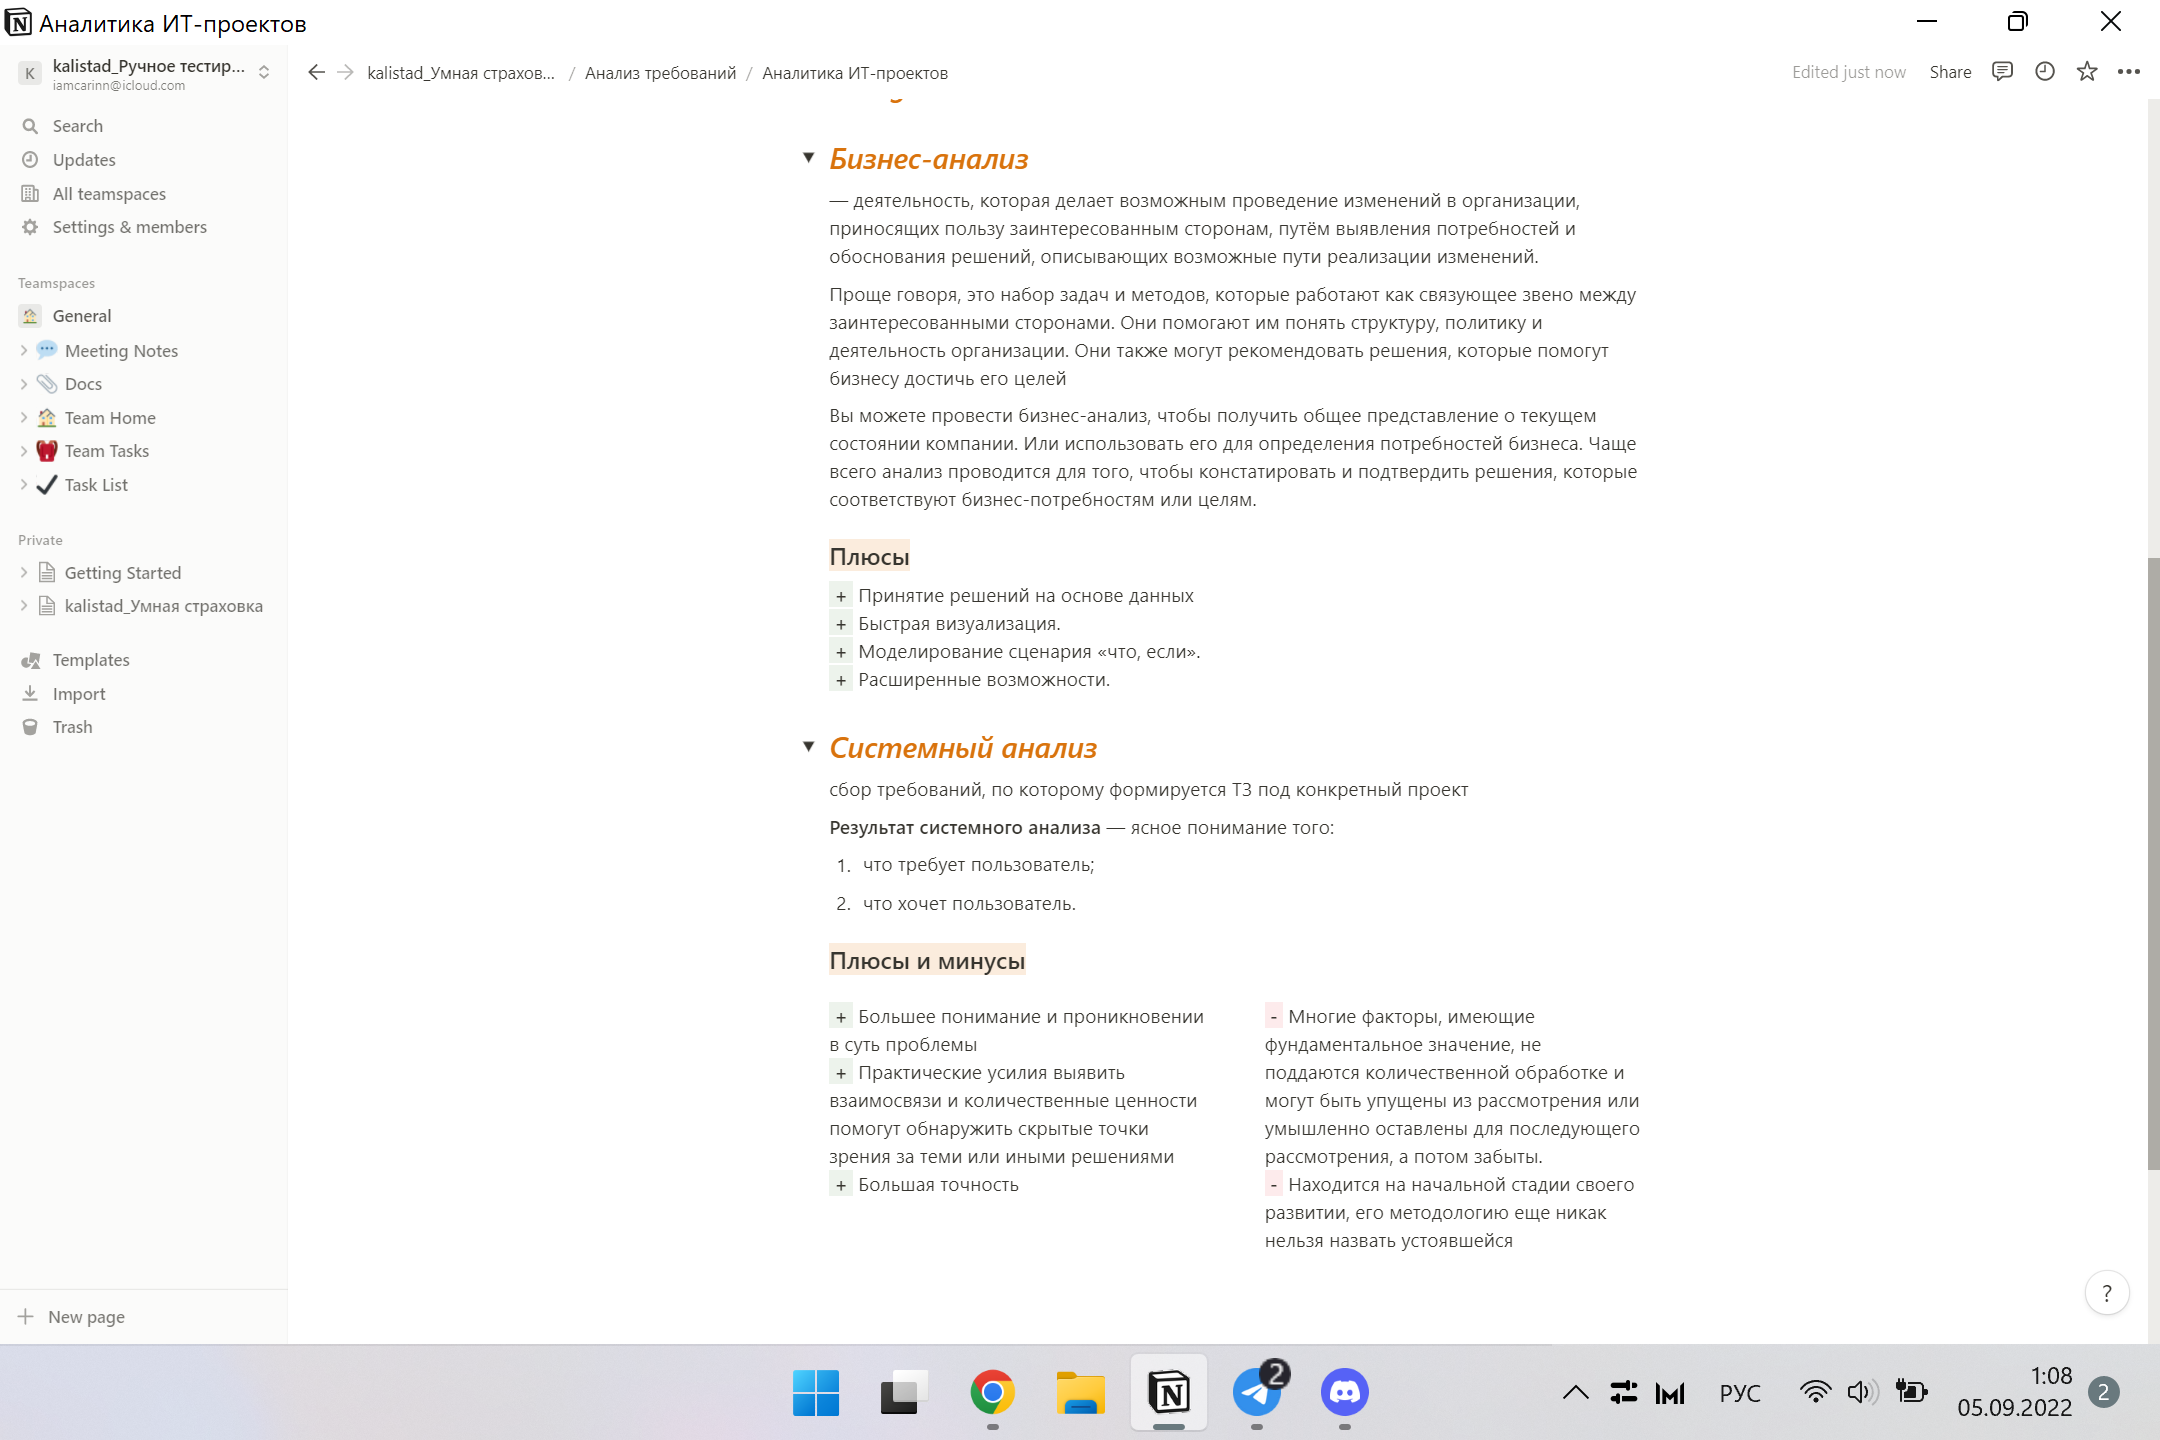 Аналитика ИТ-проектов
K
kalistad_Ручное тестир...
iamcarinn@icloud.com
kalistad_Умная страхов... / Анализ требований / Аналитика ИТ-проектов
Edited just now
Share
Search
Updates
All teamspaces
Settings & members
Teamspaces
General
Meeting Notes
Docs
Team Home
Team Tasks
Task List
Private
Getting Started
kalistad_Умная страховка
Templates
Import
Trash
New page
Бизнес-анализ
— деятельность, которая делает возможным проведение изменений в организации,
приносящих пользу заинтересованным сторонам, путём выявления потребностей и
обоснования решений, описывающих возможные пути реализации изменений.
Проще говоря, это набор задач и методов, которые работают как связующее звено между
заинтересованными сторонами. Они помогают им понять структуру, политику и
деятельность организации. Они также могут рекомендовать решения, которые помогут
бизнесу достичь его целей
Вы можете провести бизнес-анализ, чтобы получить общее представление о текущем
состоянии компании. Или использовать его для определения потребностей бизнеса. Чаще
всего анализ проводится для того, чтобы констатировать и подтвердить решения, которые
соответствуют бизнес-потребностям или целям.
Плюсы
+ Принятие решений на основе данных
+ Быстрая визуализация.
+ Моделирование сценария «что, если».
+ Расширенные возможности.
Системный анализ
сбор требований, по которому формируется ТЗ под конкретный проект
Результат системного анализа — ясное понимание того:
1. что требует пользователь;
2. что хочет пользователь.
Плюсы и минусы
+ Большее понимание и проникновении
в суть проблемы
+ Практические усилия выявить
взаимосвязи и количественные ценности
помогут обнаружить скрытые точки
зрения за теми или иными решениями
+ Большая точность
- Многие факторы, имеющие
фундаментальное значение, не
поддаются количественной обработке и
могут быть упущены из рассмотрения или
умышленно оставлены для последующего
рассмотрения, а потом забыты.
- Находится на начальной стадии своего
развитии, его методологию еще никак
нельзя назвать устоявшейся
?
2
РУС
1:08
05.09.2022
2